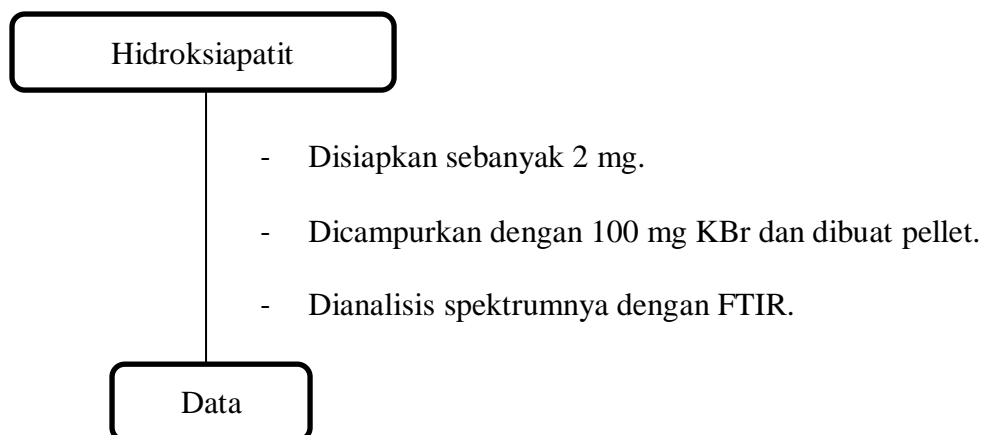 Hidroksiapatit
- Disiapkan sebanyak 2 mg.
- Dicampurkan dengan 100 mg KBr dan dibuat pellet.
- Dianalisis spektrumnya dengan FTIR.
Data